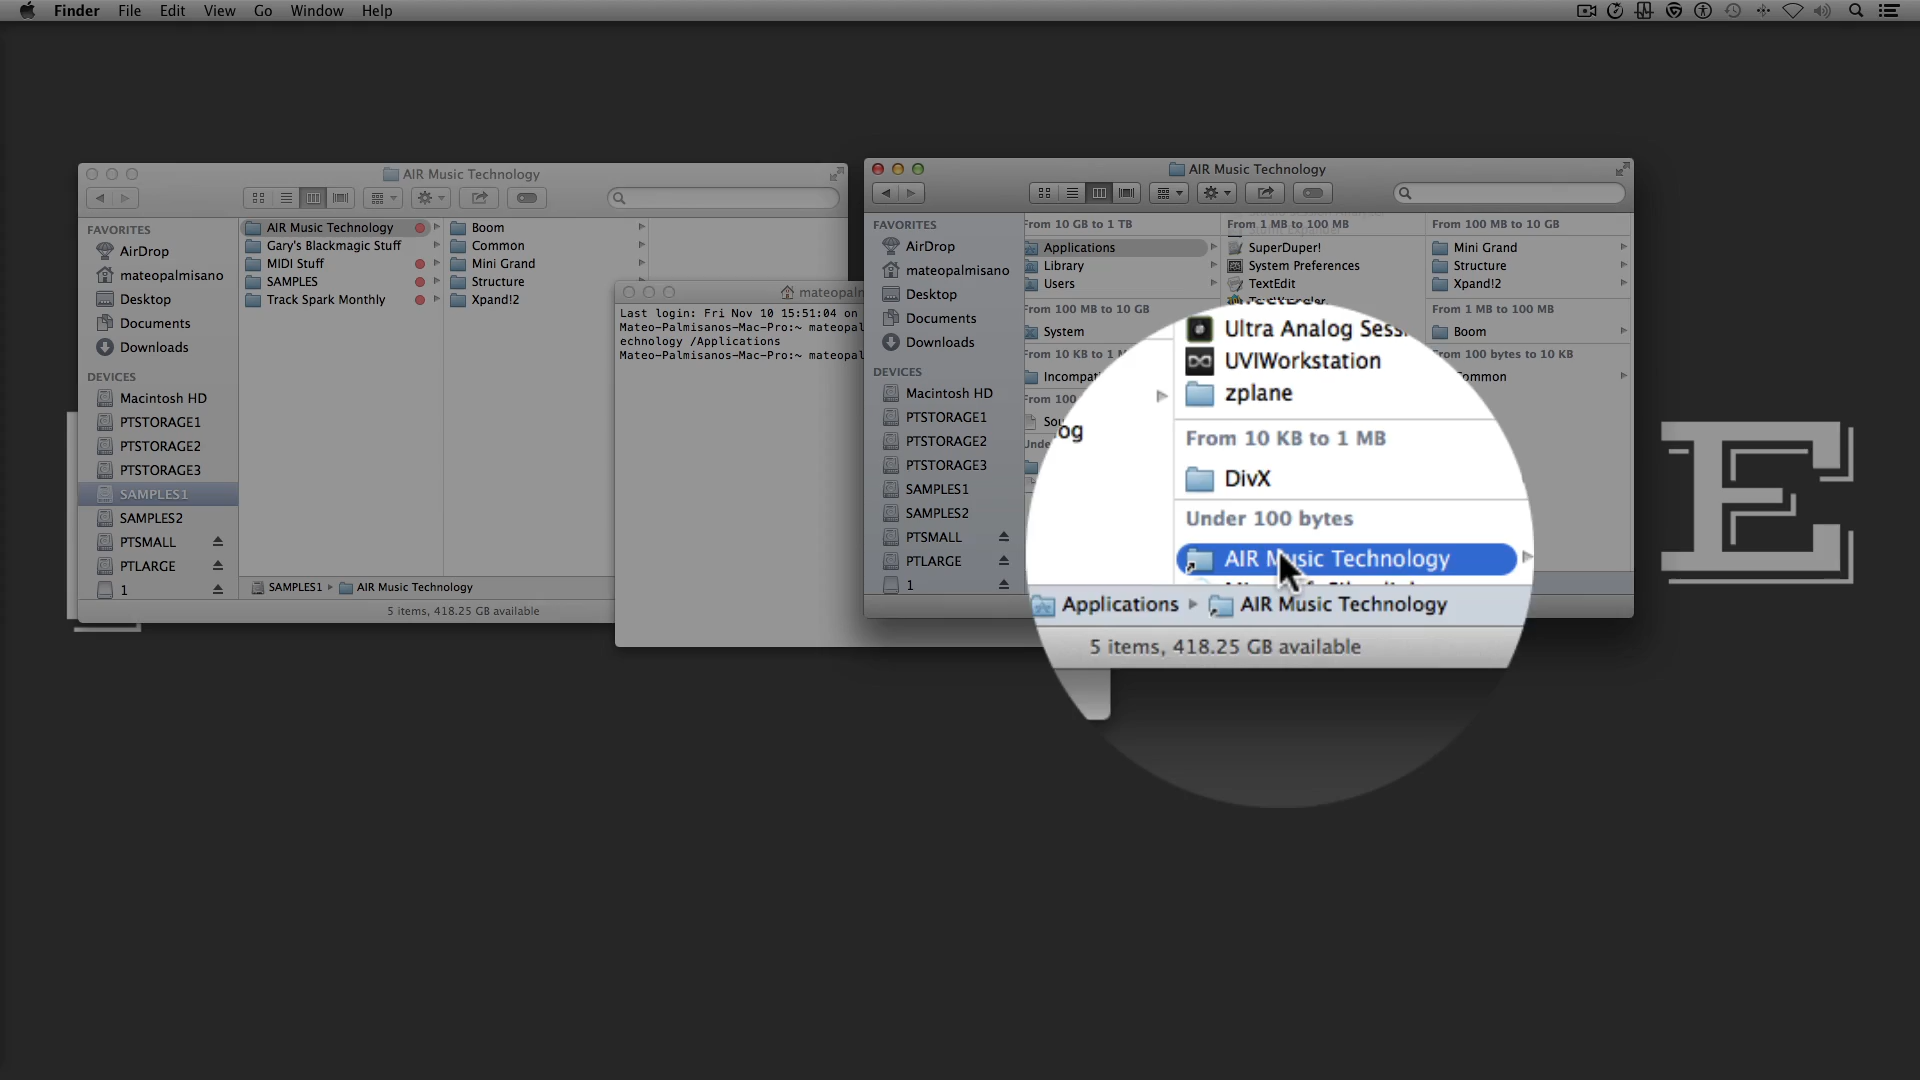 Finder File Edit View Go Window Help
AIR Music Technology
FAVORITES
AirDrop
mateopalmisano
Desktop
Documents
Downloads
DEVICES
Macintosh HD
PTSTORAGE1
PTSTORAGE2
PTSTORAGE3
SAMPLES1
SAMPLES2
PTSMALL
PTLARGE
1
AIR Music Technology
Gary's Blackmagic Stuff
MIDI Stuff
SAMPLES
Track Spark Monthly
Boom
Common
Mini Grand
Structure
Xpand!2
SAMPLES1 AIR Music Technology
5 items, 418.25 GB available
Last login: Fri Nov 10 15:51:04 on
Mateo-Palmisanos-Mac-Pro:~ mateopal
echnology /Applications
Mateo-Palmisanos-Mac-Pro:~ mateopal
AIR Music Technology
FAVORITES
AirDrop
mateopalmisano
Desktop
Documents
Downloads
DEVICES
Macintosh HD
PTSTORAGE1
PTSTORAGE2
PTSTORAGE3
SAMPLES1
SAMPLES2
PTSMALL
PTLARGE
1
From 10 GB to 1 TB
Applications
Library
Users
From 100 MB to 10 GB
System
From 10 KB to 1
Incompat
From 100
From 1 MB to 100 MB
SuperDuper!
System Preferences
TextEdit
From 100 MB to 10 GB
Mini Grand
Structure
Xpand!2
From 1 MB to 100 MB
Boom
From 100 bytes to 10 KB
Common
og
Ultra Analog Sess
UVIWorkstation
zplane
From 10 KB to 1 MB
DivX
Under 100 bytes
AIR Music Technology
Applications AIR Music Technology
5 items, 418.25 GB available
E